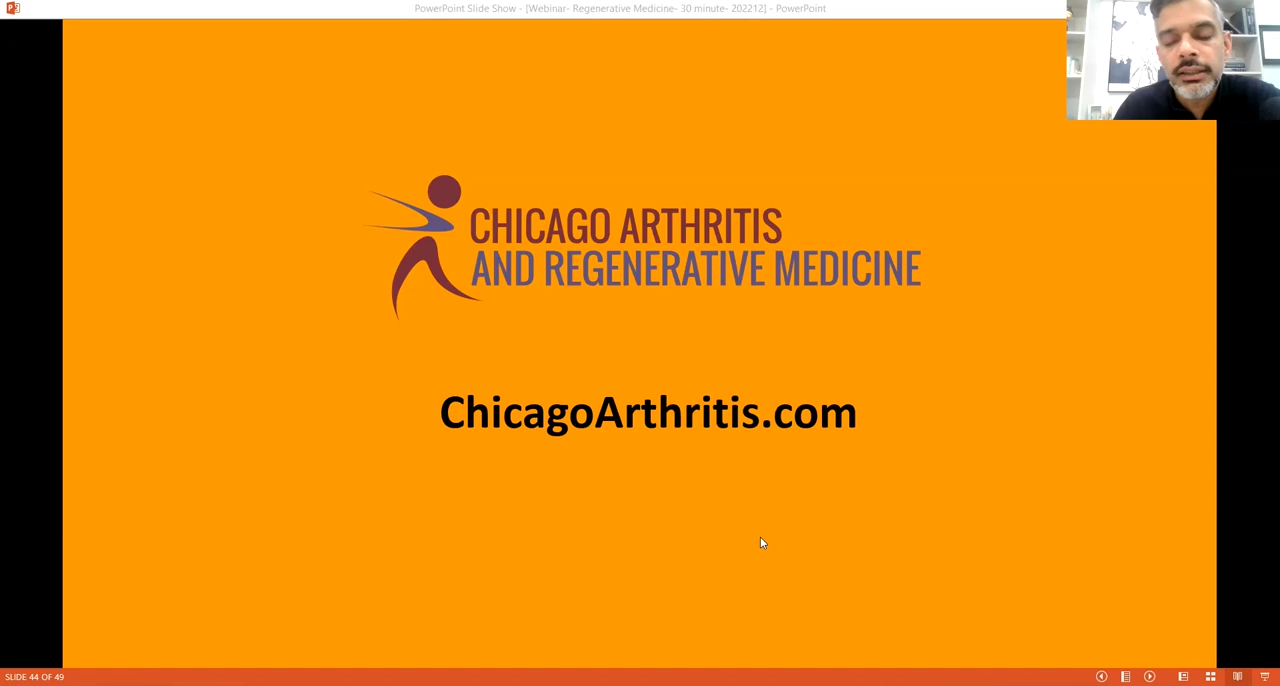 PowerPoint Slide Show - [Webinar- Regenerative Medicine- 30 minute- 202212] - PowerPoint
CHICAGO ARTHRITIS
AND REGENERATIVE MEDICINE
ChicagoArthritis.com
SLIDE 44 OF 49